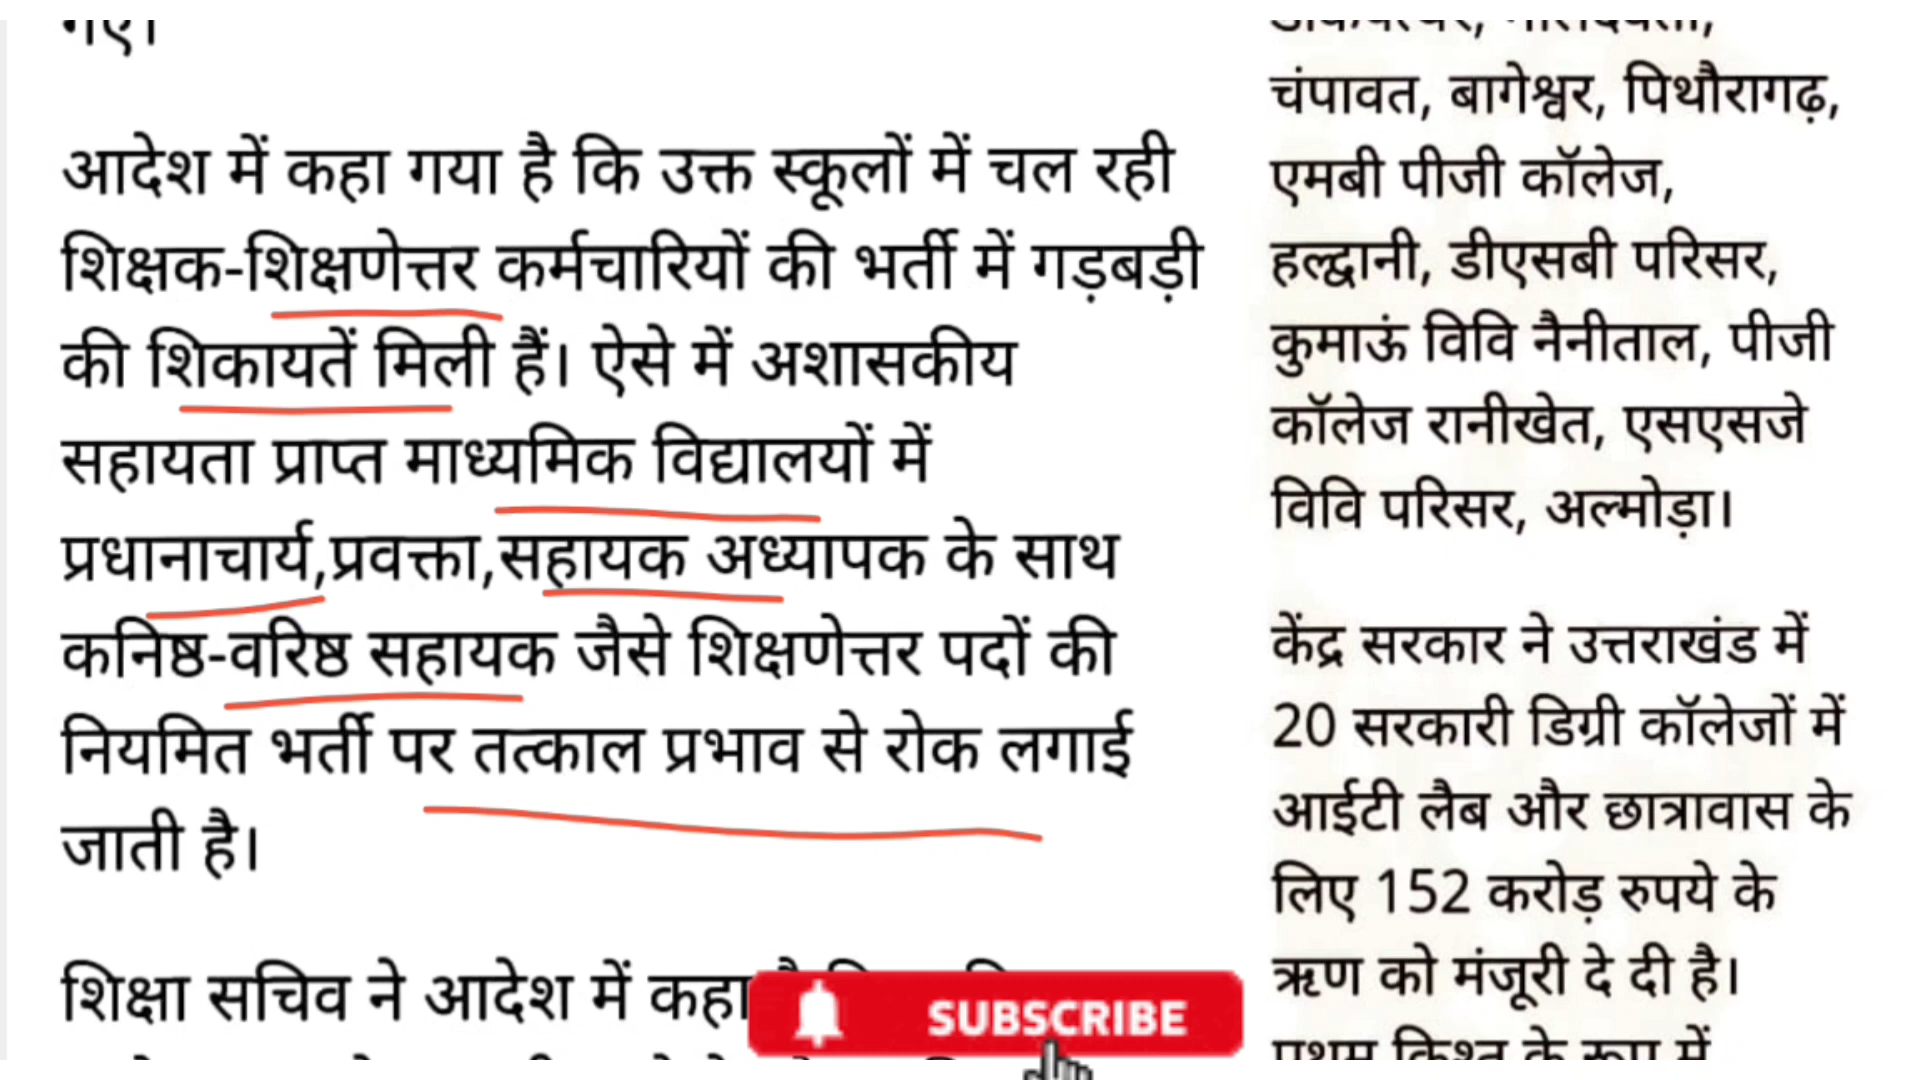 गए।
आदेश में कहा गया है कि उक्त स्कूलों में चल रही
शिक्षक-शिक्षणेत्तर कर्मचारियों की भर्ती में गड़बड़ी
की शिकायतें मिली हैं। ऐसे में अशासकीय
सहायता प्राप्त माध्यमिक विद्यालयों में
प्रधानाचार्य,प्रवक्ता,सहायक अध्यापक के साथ
कनिष्ठ-वरिष्ठ सहायक जैसे शिक्षणेत्तर पदों की
नियमित भर्ती पर तत्काल प्रभाव से रोक लगाई
जाती है।
शिक्षा सचिव ने आदेश में कहा
SUBSCRIBE
चंपावत, बागेश्वर, पिथौरागढ़,
एमबी पीजी कॉलेज,
हल्द्वानी, डीएसबी परिसर,
कुमाऊं विवि नैनीताल, पीजी
कॉलेज रानीखेत, एसएसजे
विवि परिसर, अल्मोड़ा।
केंद्र सरकार ने उत्तराखंड में
20 सरकारी डिग्री कॉलेजों में
आईटी लैब और छात्रावास के
लिए 152 करोड़ रुपये के
ऋण को मंजूरी दे दी है।
प्रथम किश्त के रूप में